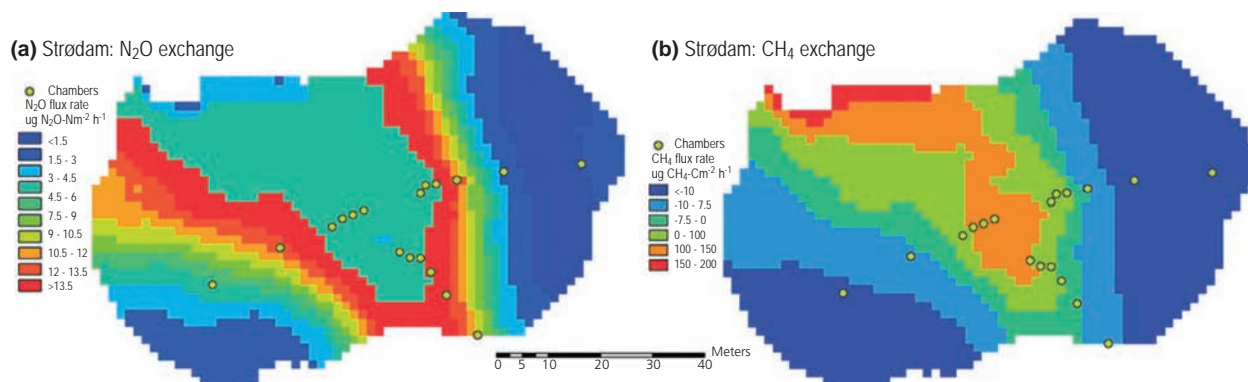 (a) Strødam: N₂O exchange
Chambers
N₂O flux rate
ug N₂O-Nm⁻² h⁻¹
<1.5
1.5 - 3
3 - 4.5
4.5 - 6
7.5 - 9
9 - 10.5
10.5 - 12
12 - 13.5
>13.5
(b) Strødam: CH₄ exchange
Chambers
CH₄ flux rate
ug CH₄-Cm⁻² h⁻¹
<-10
-10 - 7.5
-7.5 - 0
0 - 100
100 - 150
150 - 200
Meters
0 5 10 20 30 40